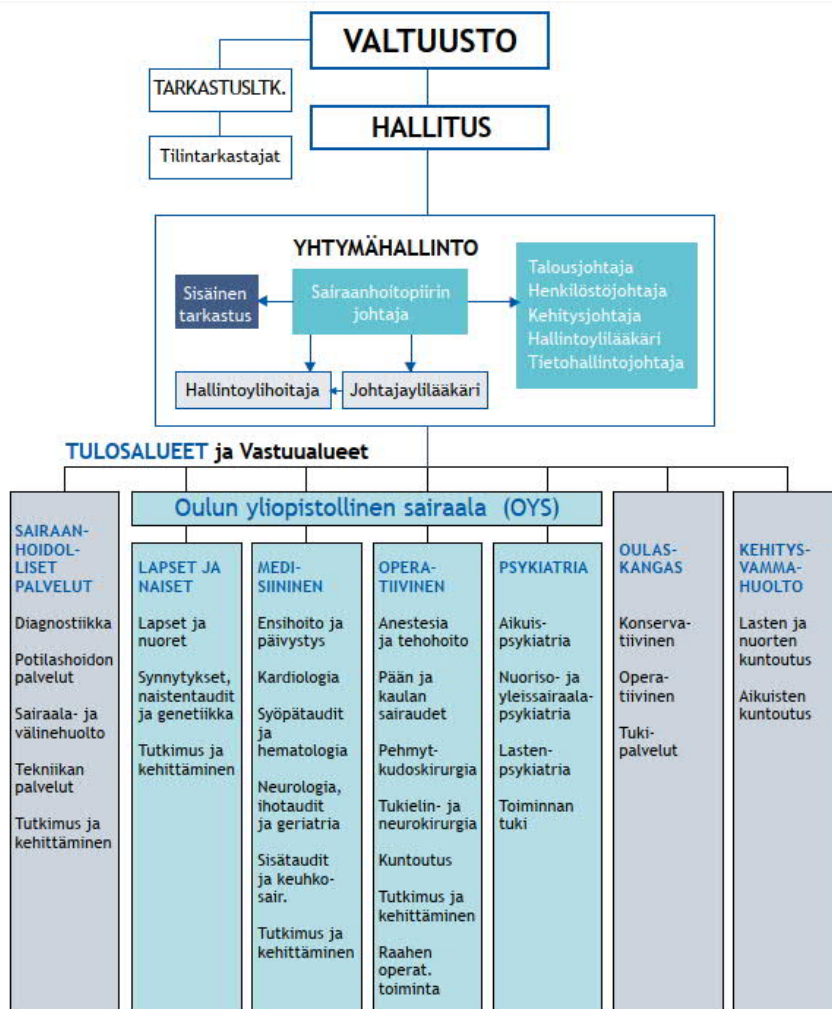 VALTUUSTO
TARKASTUSLTK.
Tilintarkastajat
HALLITUS
YHTYMÄHALLINTO
Sisäinen
tarkastus
Sairaanhoitopiirin
johtaja
Talousjohtaja
Henkilöstöjohtaja
Kehitysjohtaja
Hallintoylilääkäri
Tietohallintojohtaja
Hallintoylihoitaja
Johtajaylilääkäri
TULOSALUEET ja Vastuualueet
Oulun yliopistollinen sairaala (OYS)
SAIRAAN-
HOIDOL-
LISET
PALVELUT
Diagnostiikka
Potilashoidon
palvelut
Sairaala- ja
välinehuolto
Tekniikan
palvelut
Tutkimus ja
kehittäminen
LAPSET JA
NAISET
Lapset ja
nuoret
Synnytykset,
naistentaudit
ja genetiikka
Tutkimus ja
kehittäminen
MEDI-
SIININEN
Ensihoito ja
päivystys
Kardiologia
Syöpätaudit
ja
hematologia
Neurologia,
ihotaudit
ja geriatria
Sisätaudit
ja keuhko-
sair.
Tutkimus ja
kehittäminen
OPERA-
TIIVINEN
Anestesia
ja tehohoito
Pään ja
kaulan
sairaudet
Pehmyt-
kudoskirurgia
Tukielin- ja
neurokirurgia
Kuntoutus
Tutkimus ja
kehittäminen
Raahen
operat.
toiminta
PSYKIATRIA
Aikuis-
psykiatria
Nuoriso- ja
yleissairaala-
psykiatria
Lasten-
psykiatria
Toiminnan
tuki
OULAS-
KANGAS
Konserva-
tiivinen
Opera-
tiivinen
Tuki-
palvelut
KEHITYS-
VAMMA-
HUOLTO
Lasten ja
nuorten
kuntoutus
Aikuisten
kuntoutus